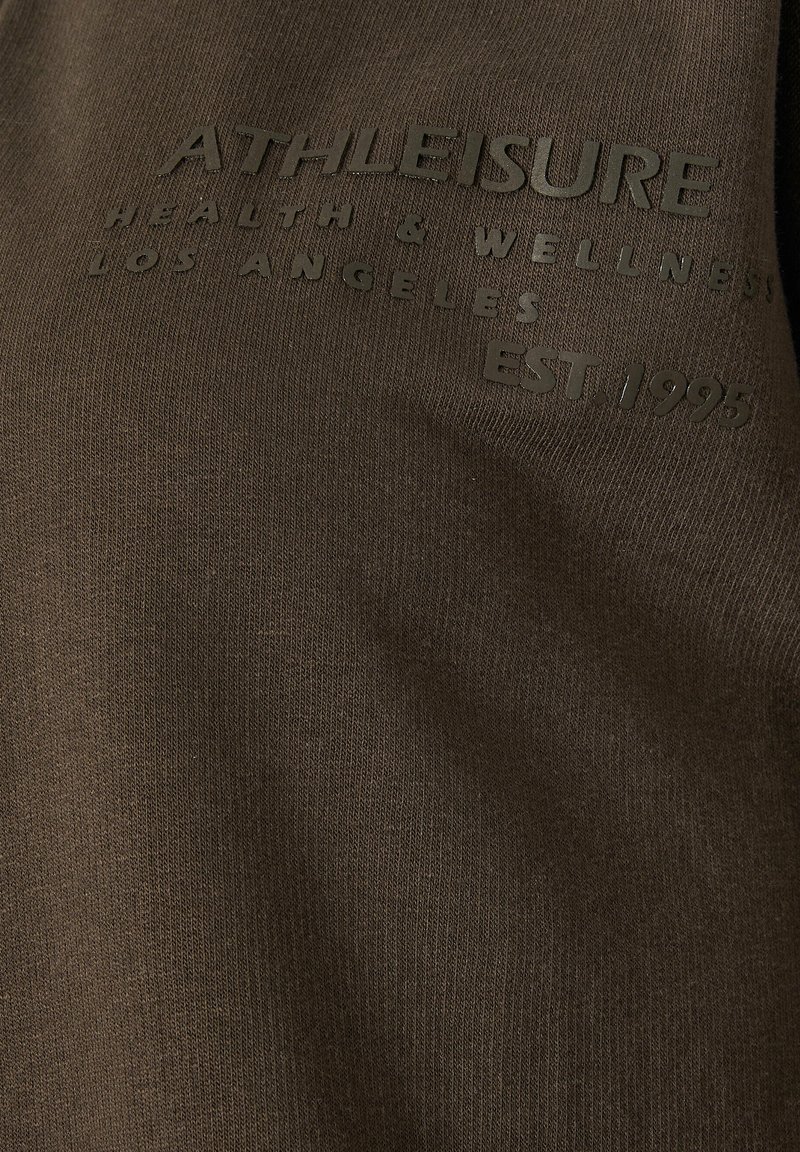 ATHLEISURE
HEALTH & WELLNESS
LOS ANGELES
EST.1995